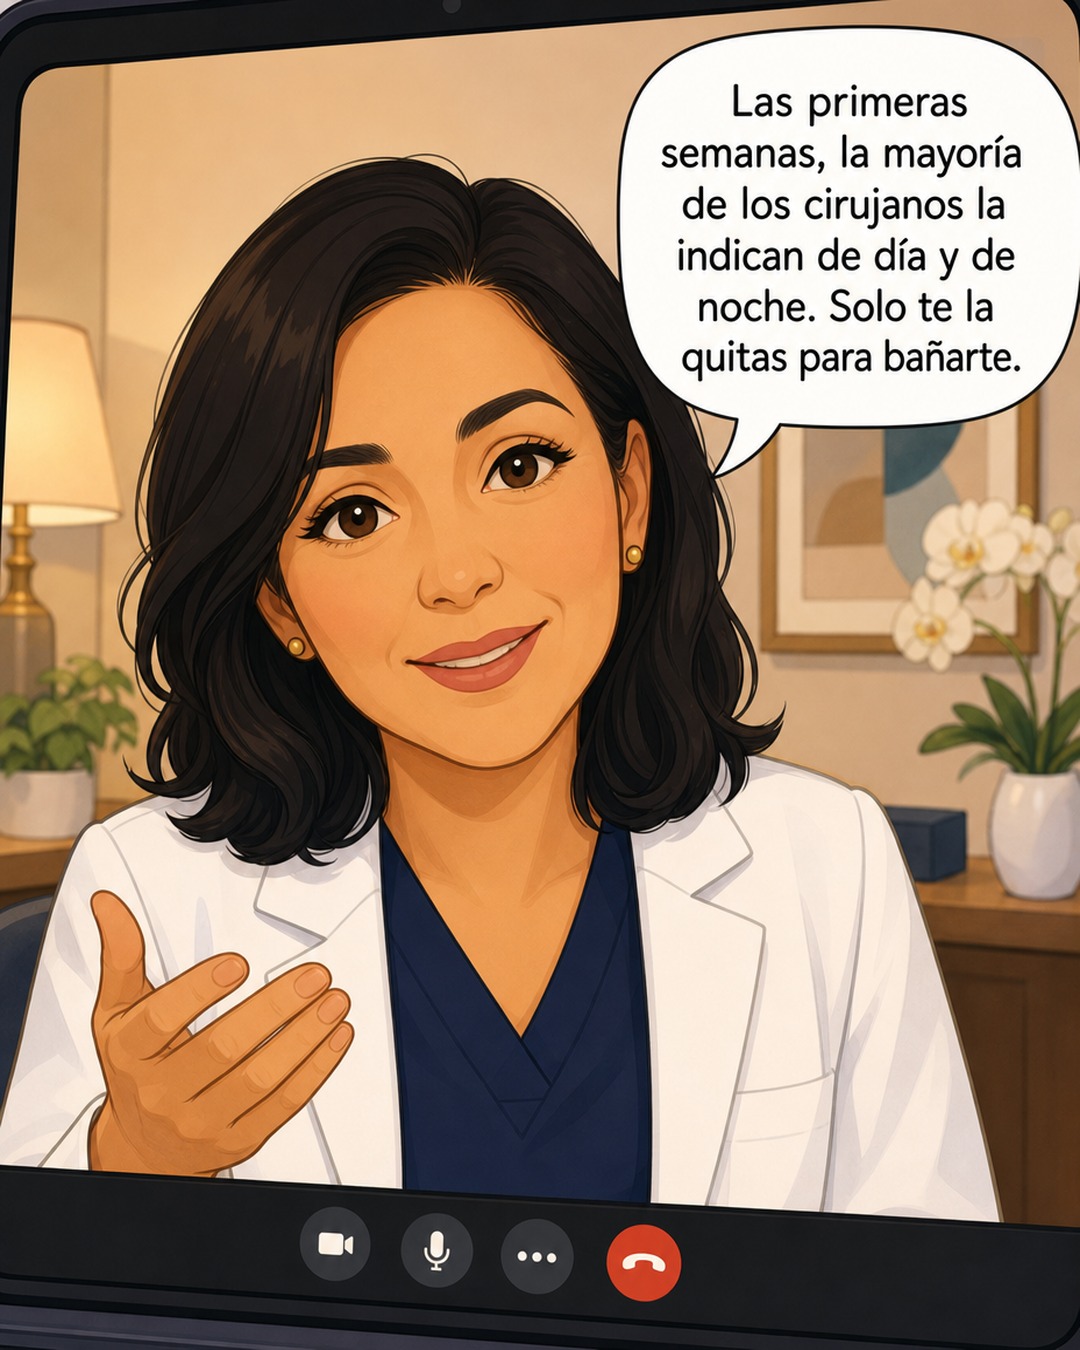 Las primeras
semanas, la mayoría
de los cirujanos la
indican de día y de
noche. Solo te la
quitas para bañarte.